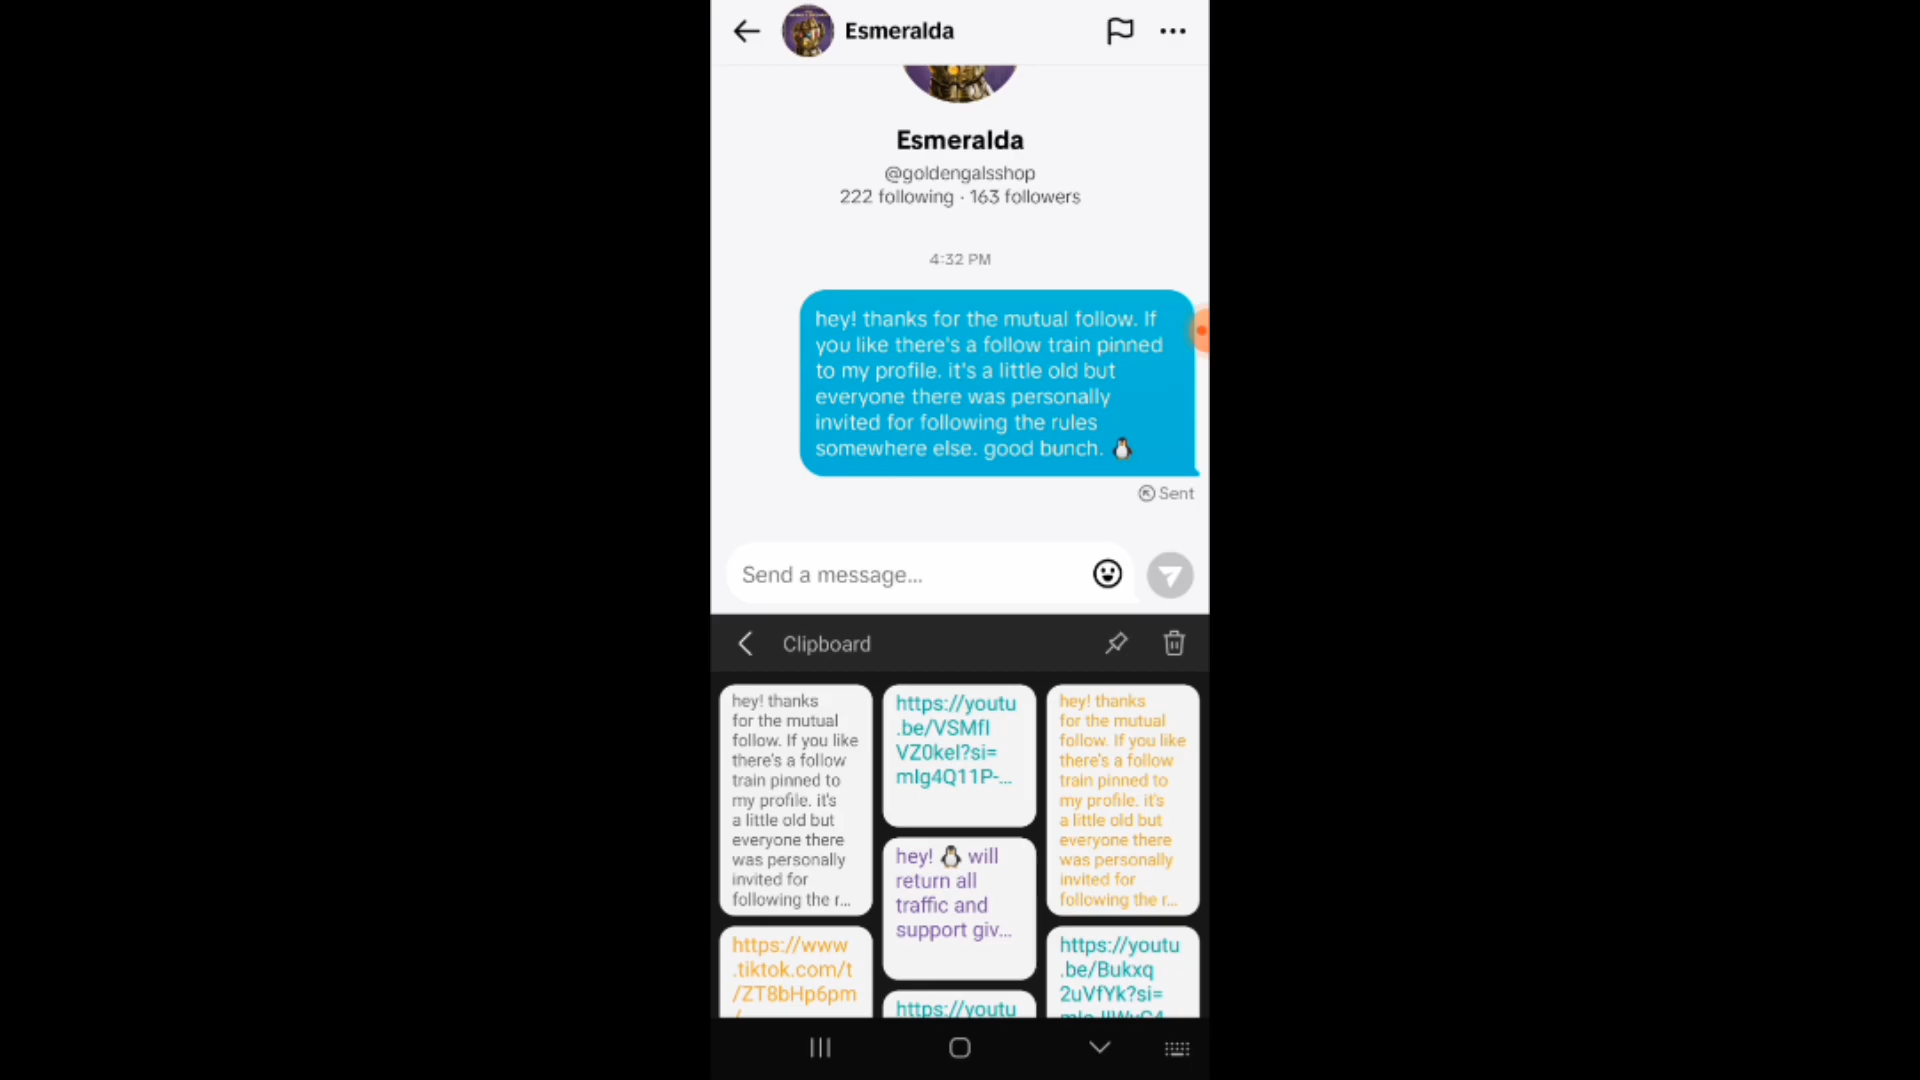 Esmeralda
Esmeralda
@goldengalsshop
222 following · 163 followers
4:32 PM
hey! thanks for the mutual follow. If
you like there's a follow train pinned
to my profile. it's a little old but
everyone there was personally
invited for following the rules
somewhere else. good bunch. 🐧
Sent
Send a message...
Clipboard
hey! thanks
for the mutual
follow. If you like
there's a follow
train pinned to
my profile. it's
a little old but
everyone there
was personally
invited for
following the r...
https://www
.tiktok.com/t
/ZT8bHp6pm
https://youtu
.be/VSMfI
VZ0keI?si=
mIg4Q11P-...
hey! 🐧 will
return all
traffic and
support giv...
https://youtu
hey! thanks
for the mutual
follow. If you like
there's a follow
train pinned to
my profile. it's
a little old but
everyone there
was personally
invited for
following the r...
https://youtu
.be/Bukxq
2uVfYk?si=